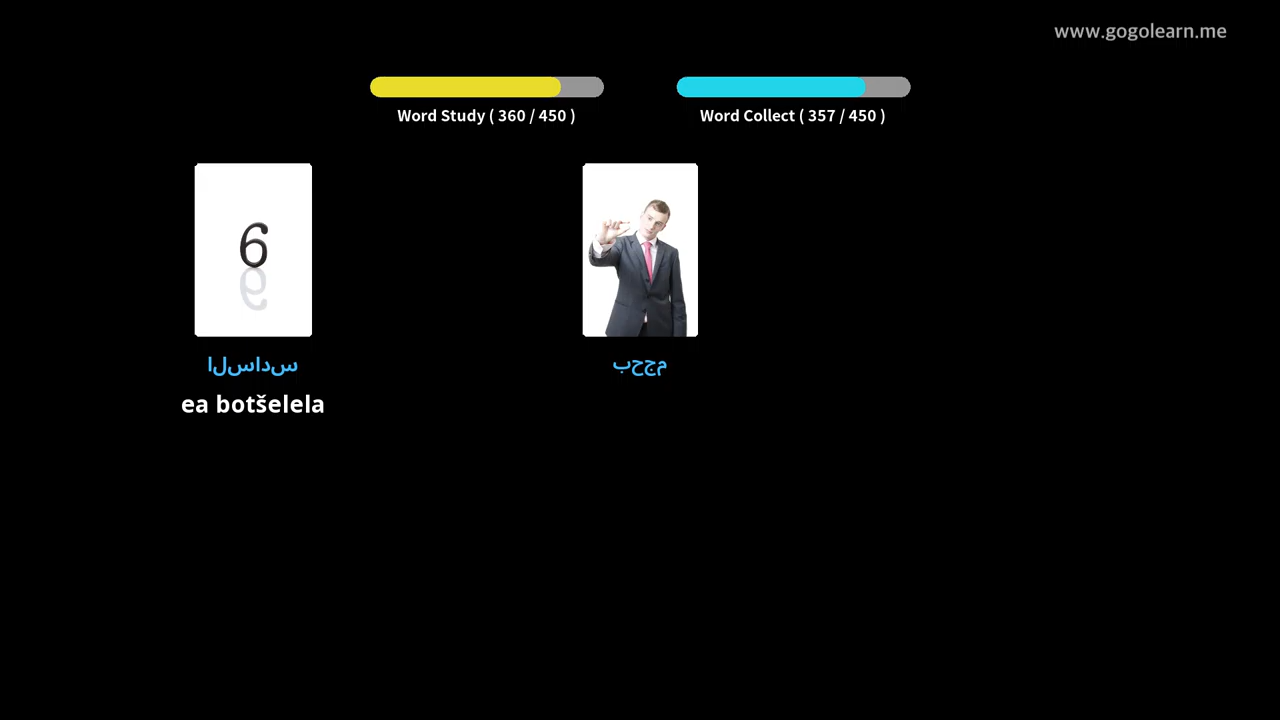 www.gogolearn.me
Word Study ( 360 / 450 )
Word Collect ( 357 / 450 )
6
السادس
بحجم
ea botšelela